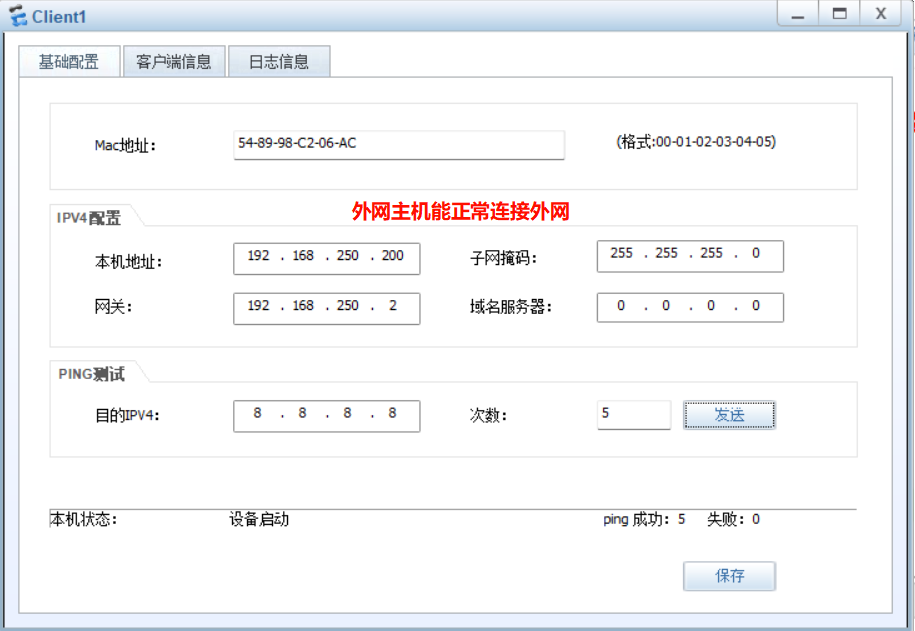 Client1
基础配置 客户端信息 日志信息
Mac地址: 54-89-98-C2-06-AC (格式:00-01-02-03-04-05)
外网主机能正常连接外网
IPV4配置
本机地址: 192 . 168 . 250 . 200 子网掩码: 255 . 255 . 255 . 0
网关: 192 . 168 . 250 . 2 域名服务器: 0 . 0 . 0 . 0
PING测试
目的IPV4: 8 . 8 . 8 . 8 次数: 5 发送
本机状态: 设备启动 ping 成功: 5 失败: 0
保存